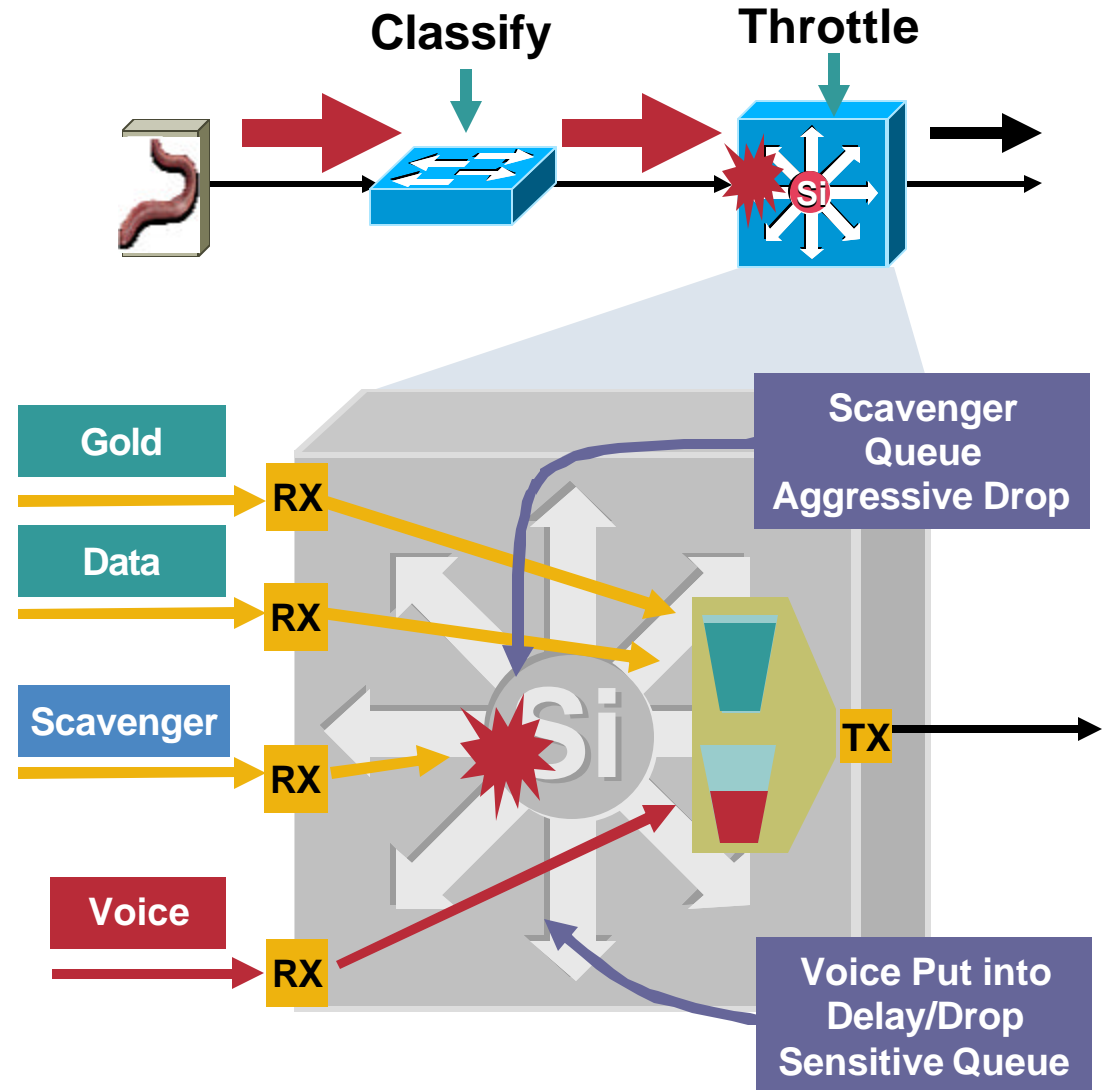 Classify
Throttle
Si
Gold
RX
Data
RX
Scavenger
RX
Voice
RX
Scavenger
Queue
Aggressive Drop
Si
TX
Voice Put into
Delay/Drop
Sensitive Queue